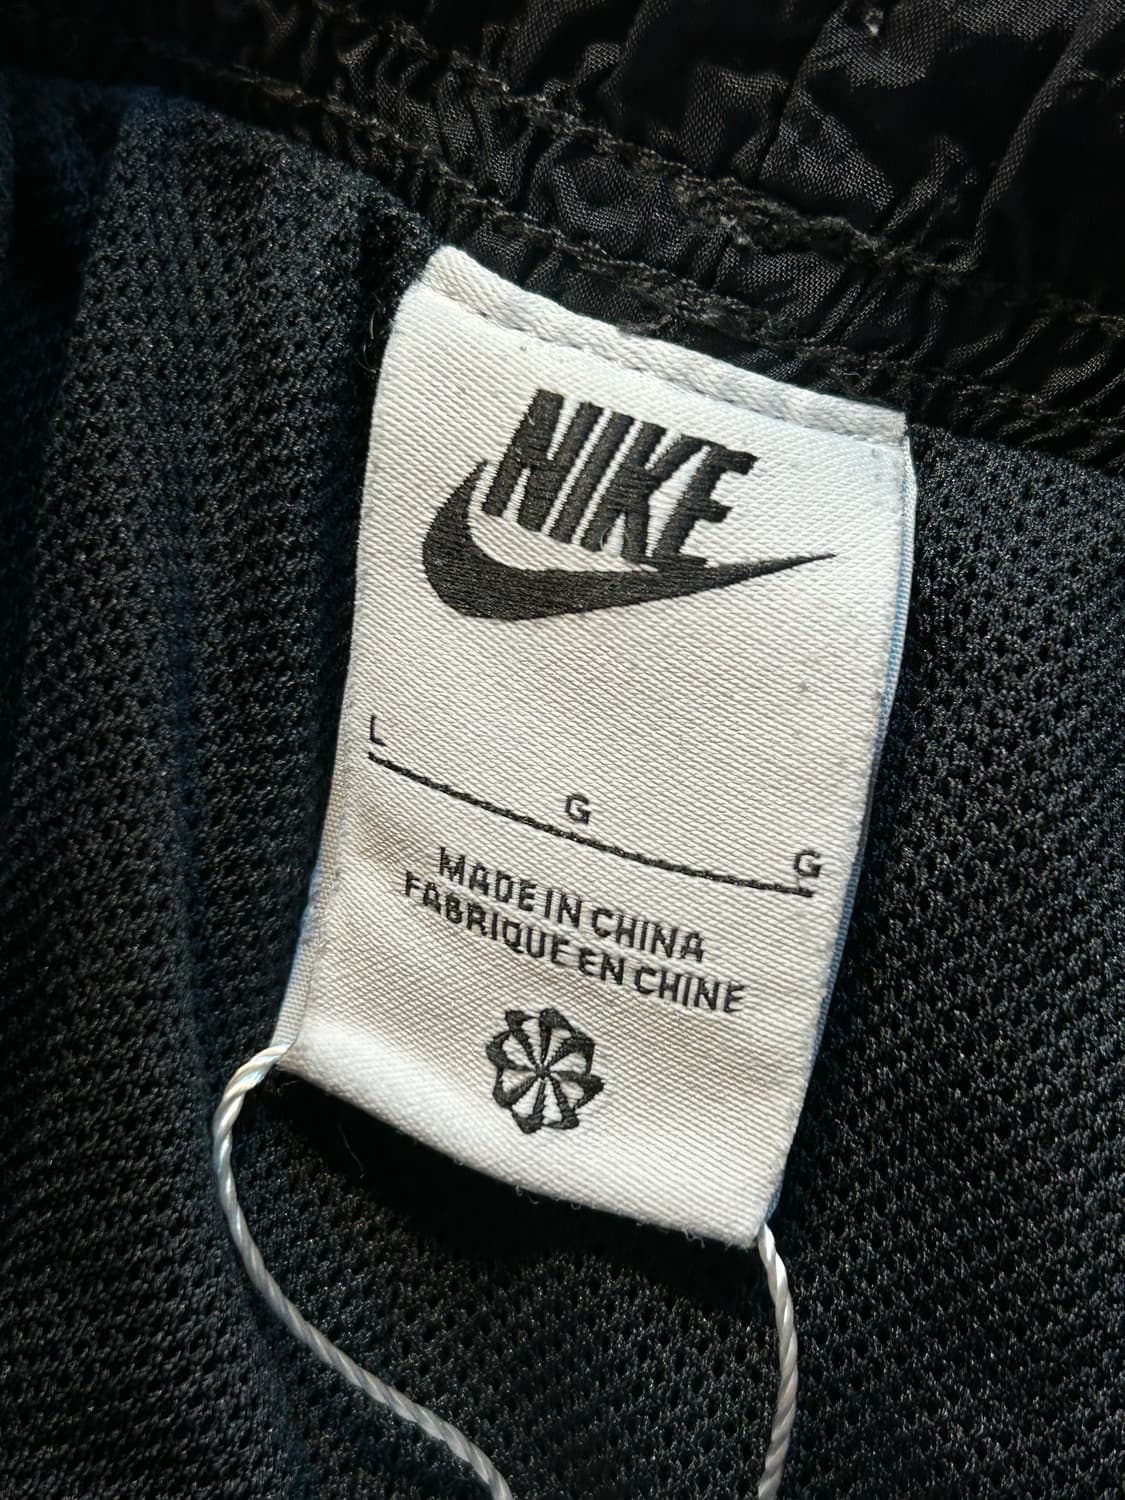 NIKE
L G G
MADE IN CHINA
FABRIQUE EN CHINE